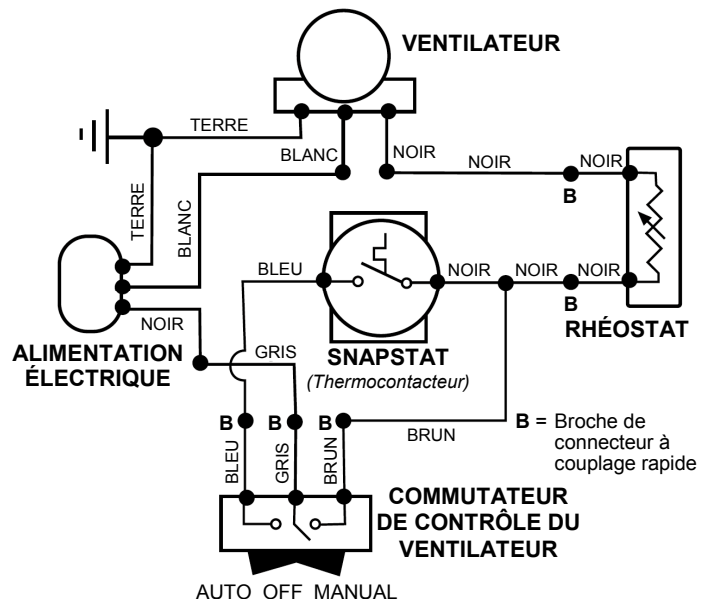 VENTILATEUR
TERRE
BLANC
NOIR
NOIR
NOIR
B
TERRE
BLANC
BLEU
NOIR
NOIR
NOIR
B
RHÉOSTAT
NOIR
ALIMENTATION
ÉLECTRIQUE
GRIS
SNAPSTAT
(Thermocontacteur)
B
B
B
BRUN
B = Broche de
connecteur à
couplage rapide
BLEU
GRIS
BRUN
COMMUTATEUR
DE CONTRÔLE DU
VENTILATEUR
AUTO OFF MANUAL